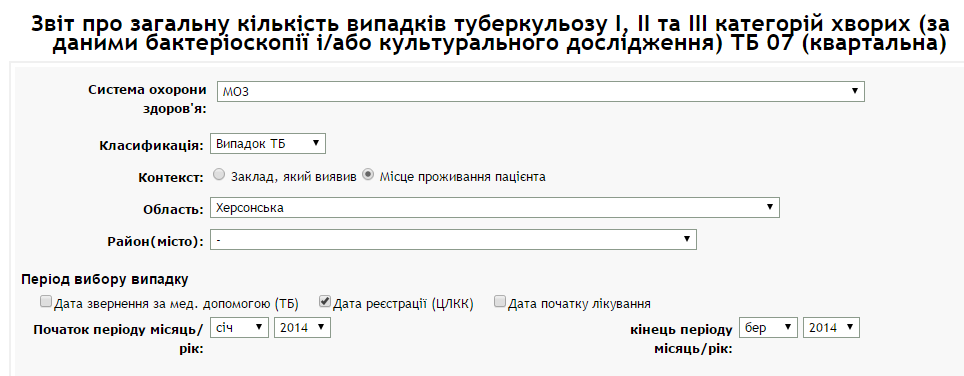 Звіт про загальну кількість випадків туберкульозу I, II та III категорій хворих (за
даними бактеріоскопії і/або культурального дослідження) ТБ 07 (квартальна)
Система охорони здоров'я: МОЗ
Класификація: Випадок ТБ
Контекст: Заклад, який виявив Місце проживання пацієнта
Область: Херсонська
Район(місто): -
Період вибору випадку
Дата звернення за мед. допомогою (ТБ) Дата реєстрації (ЦЛКК) Дата початку лікування
Початок періоду місяць/рік: січ 2014 кінець періоду місяць/рік: бер 2014